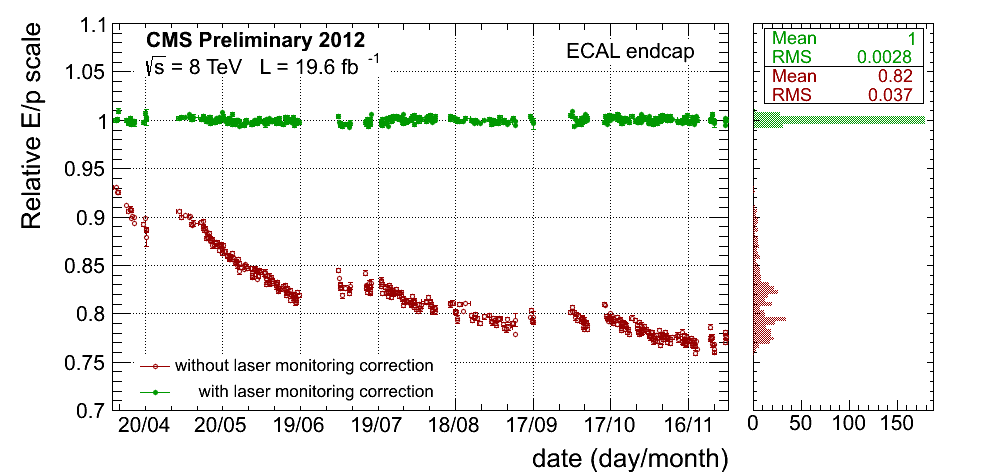 CMS Preliminary 2012
√s = 8 TeV L = 19.6 fb⁻¹
ECAL endcap
Relative E/p scale
1.1
1.05
1
0.95
0.9
0.85
0.8
0.75
0.7
without laser monitoring correction
with laser monitoring correction
20/04 20/05 19/06 19/07 18/08 17/09 17/10 16/11
date (day/month)
Mean 1
RMS 0.0028
Mean 0.82
RMS 0.037
0 50 100 150